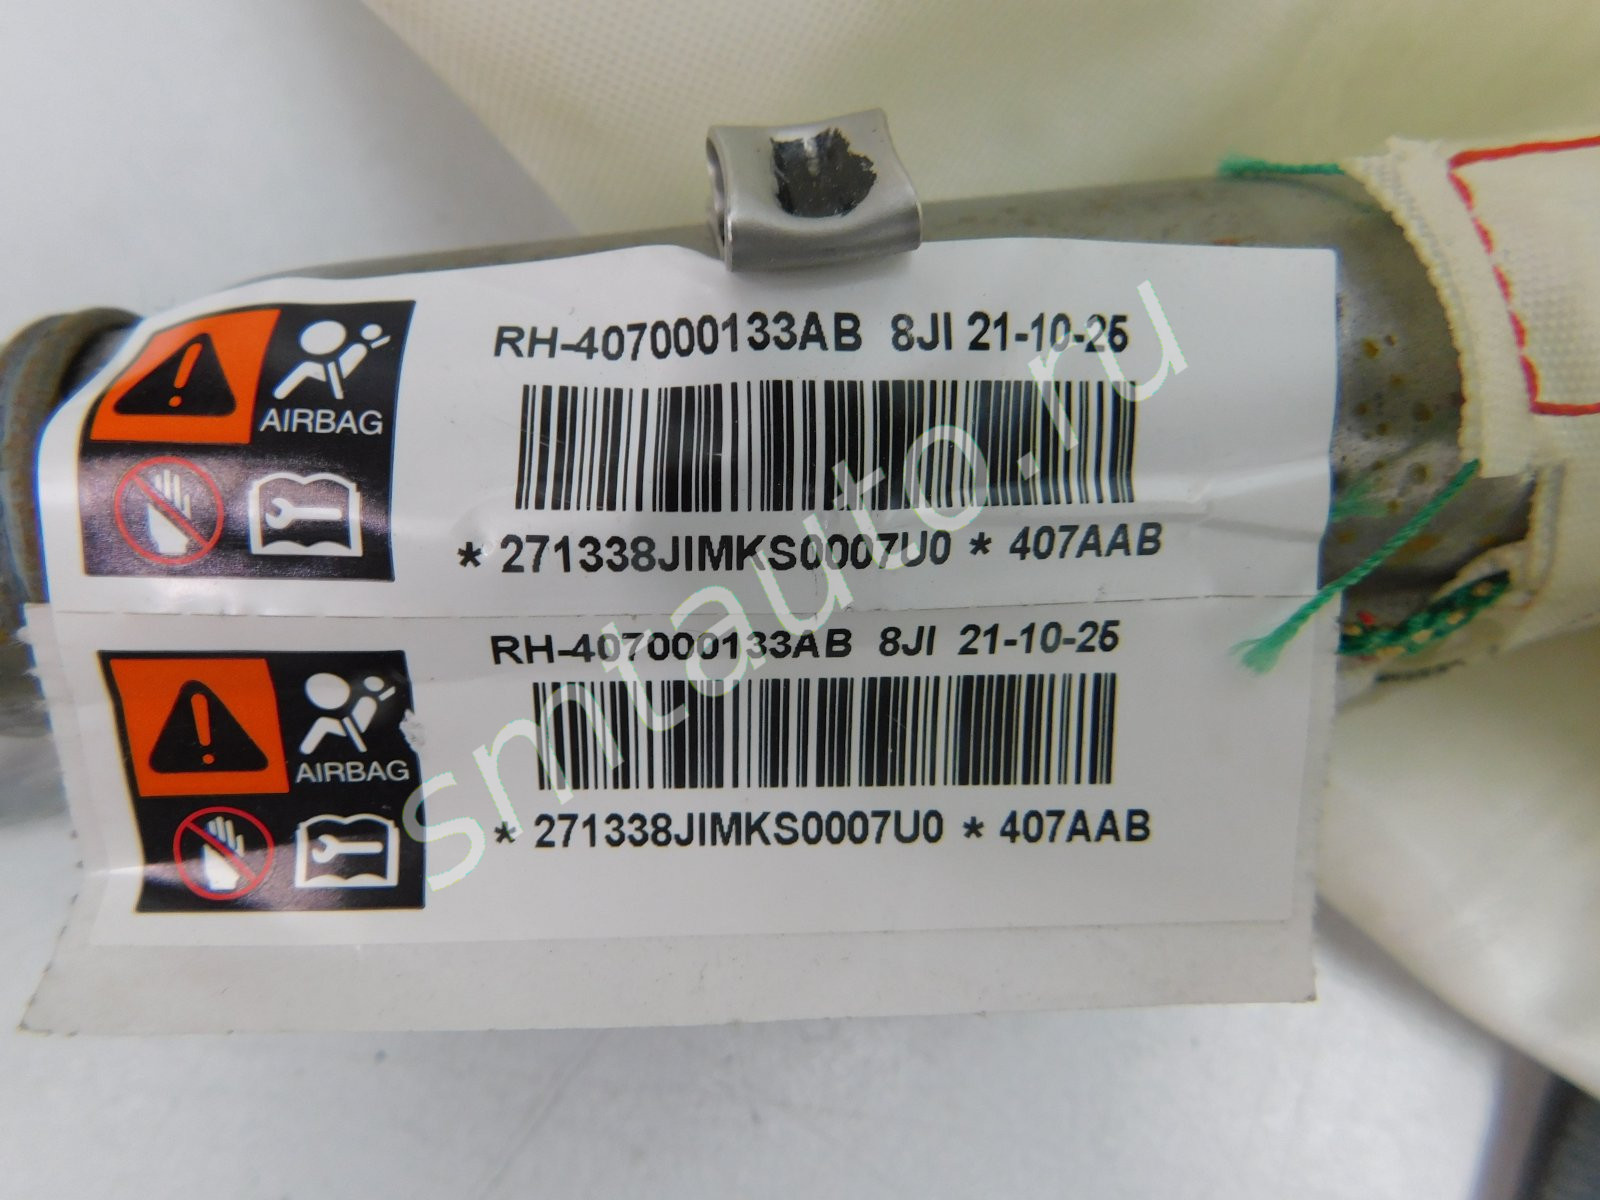 RH-407000133AB 8JI 21-10-25
AIRBAG
* 271338JIMKS0007U0 * 407AAB
RH-407000133AB 8JI 21-10-25
AIRBAG
* 271338JIMKS0007U0 * 407AAB
smtauto.ru